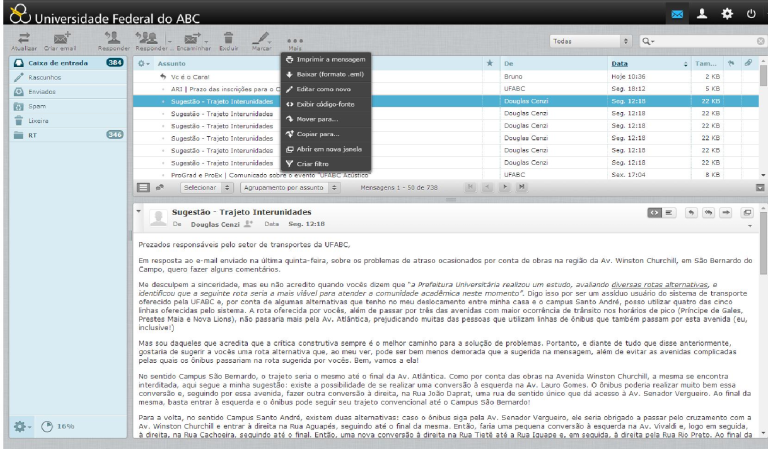 Universidade Federal do ABC
Atualizar Criar email Responder Responder ... Encaminhar Excluir Marcar Mais
Todas
Caixa de entrada 384
Rascunhos
Enviados
Spam
Lixeira
RT 346
Assunto De Data Tam...
Vc é o Cara! Bruno Hoje 10:36 2 KB
ARI | Prazo das inscrições para o C UFABC Seg. 18:12 5 KB
Sugestão - Trajeto Interunidades Douglas Cenzi Seg. 12:18 22 KB
Sugestão - Trajeto Interunidades Douglas Cenzi Seg. 12:18 22 KB
Sugestão - Trajeto Interunidades Douglas Cenzi Seg. 12:18 22 KB
Sugestão - Trajeto Interunidades Douglas Cenzi Seg. 12:18 22 KB
Sugestão - Trajeto Interunidades Douglas Cenzi Seg. 12:18 22 KB
Sugestão - Trajeto Interunidades Douglas Cenzi Seg. 12:18 22 KB
ProGrad e ProEx | Comunicado sobre o evento "UFABC Acústico" UFABC Sex. 17:04 8 KB
Imprimir a mensagem
Baixar (formato .eml)
Editar como novo
Exibir código-fonte
Mover para...
Copiar para...
Abrir em nova janela
Criar filtro
Selecionar Agrupamento por assunto Mensagens 1 - 50 de 738
Sugestão - Trajeto Interunidades
De Douglas Cenzi Data Seg. 12:18
Prezados responsáveis pelo setor de transportes da UFABC,
Em resposta ao e-mail enviado na última quinta-feira, sobre os problemas de atraso ocasionados por conta de obras na região da Av. Winston Churchill, em São Bernardo do
Campo, quero fazer alguns comentários.
Me desculpem a sinceridade, mas eu não acredito quando vocês dizem que "a Prefeitura Universitária realizou um estudo, avaliando diversas rotas alternativas, e
identificou que a seguinte rota seria a mais viável para atender a comunidade acadêmica neste momento". Digo isso por ser um assíduo usuário do sistema de transporte
oferecido pela UFABC e, por conta de algumas alternativas que tenho no meu deslocamento entre minha casa e o campus Santo André, posso utilizar quatro das cinco
linhas oferecidas pelo sistema. A rota oferecida por vocês, além de passar por três das avenidas com maior ocorrência de trânsito nos horários de pico (Príncipe de Gales,
Prestes Maia e Nova Lions), não passaria mais pela Av. Atlântica, prejudicando muitas das pessoas que utilizam linhas de ônibus que também passam por esta avenida (eu,
inclusive!)
Mas sou daqueles que acredita que a crítica construtiva sempre é o melhor caminho para a solução de problemas. Portanto, e diante de tudo que disse anteriormente,
gostaria de sugerir a vocês uma rota alternativa que, ao meu ver, pode ser bem menos demorada que a sugerida na mensagem, além de evitar as avenidas complicadas
pelas quais os ônibus passariam na rota sugerida por vocês. Bem, vamos a ela!
No sentido Campus São Bernardo, o trajeto seria o mesmo até o final da Av. Atlântica. Como por conta das obras na Avenida Winston Churchill, a mesma se encontra
interditada, aqui segue a minha sugestão: existe a possibilidade de se realizar uma conversão à esquerda na Av. Lauro Gomes. O ônibus poderia realizar muito bem essa
conversão e, seguindo por essa avenida, fazer outra conversão à direita, na Rua João Daprat, uma rua de sentido único que dá acesso à Av. Senador Vergueiro. Ao final da
mesma, basta entrar à esquerda e o ônibus pode seguir seu trajeto convencional até o Campus São Bernardo!
Para a volta, no sentido Campus Santo André, existem duas alternativas: caso o ônibus siga pela Av. Senador Vergueiro, ele seria obrigado a passar pelo cruzamento com a
Av. Winston Churchill e entrar à direita na Rua Aguapés, seguindo até o final da mesma. Então, faria uma pequena conversão à esquerda na Av. Vivaldi e, logo em seguida,
à direita, na Rua Cachoeira, seguindo até o final. Então, uma nova conversão à direita na Rua Tietê até a Rua Iguape e, em seguida, à direita pela Rua Rio Preto. Ao final da
16%